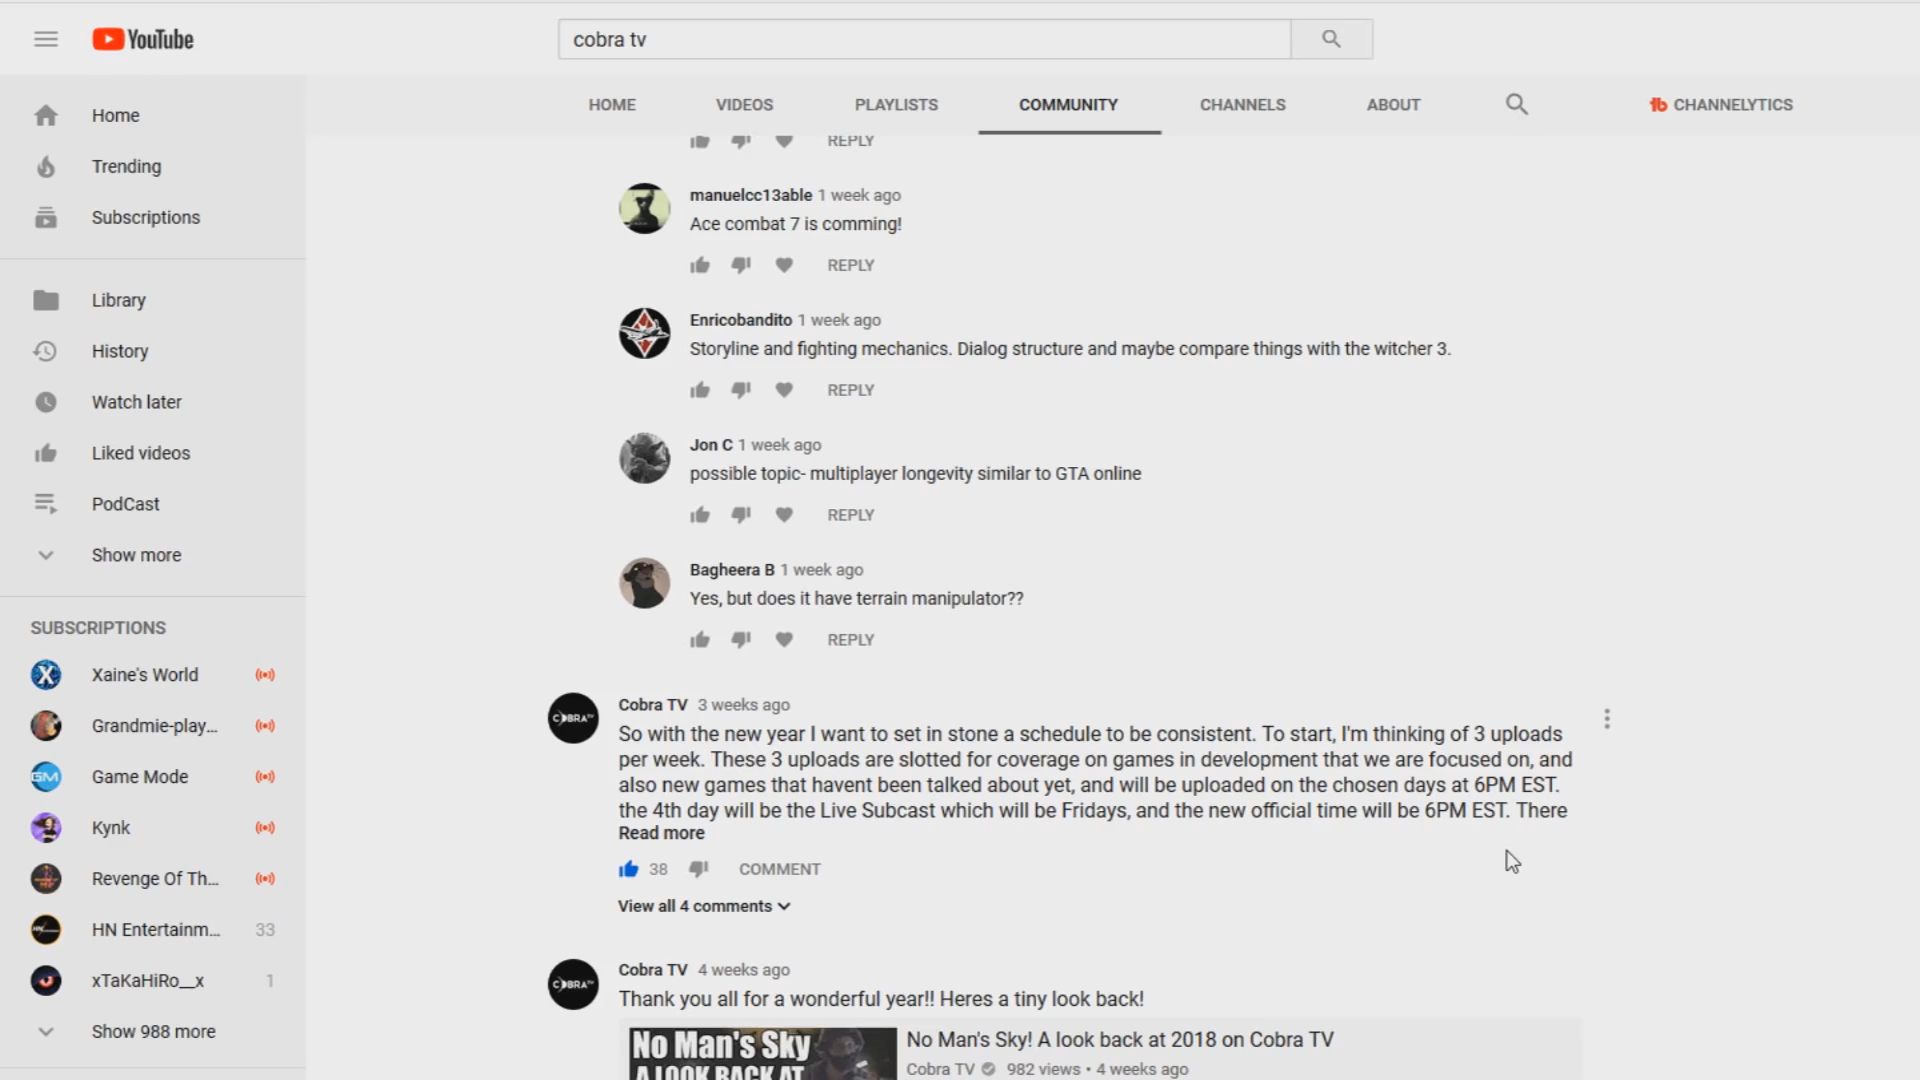 YouTube
cobra tv
HOME VIDEOS PLAYLISTS COMMUNITY CHANNELS ABOUT CHANNELYTICS
Home
Trending
Subscriptions
Library
History
Watch later
Liked videos
PodCast
Show more
SUBSCRIPTIONS
Xaine's World
Grandmie-play...
Game Mode
Kynk
Revenge Of Th...
HN Entertainm... 33
xTaKaHiRo__x 1
Show 988 more
REPLY
manuelcc13able 1 week ago
Ace combat 7 is comming!
REPLY
Enricobandito 1 week ago
Storyline and fighting mechanics. Dialog structure and maybe compare things with the witcher 3.
REPLY
Jon C 1 week ago
possible topic- multiplayer longevity similar to GTA online
REPLY
Bagheera B 1 week ago
Yes, but does it have terrain manipulator??
REPLY
Cobra TV 3 weeks ago
So with the new year I want to set in stone a schedule to be consistent. To start, I'm thinking of 3 uploads
per week. These 3 uploads are slotted for coverage on games in development that we are focused on, and
also new games that havent been talked about yet, and will be uploaded on the chosen days at 6PM EST.
the 4th day will be the Live Subcast which will be Fridays, and the new official time will be 6PM EST. There
Read more
38 COMMENT
View all 4 comments
Cobra TV 4 weeks ago
Thank you all for a wonderful year!! Heres a tiny look back!
No Man's Sky
A LOOK BACK AT
No Man's Sky! A look back at 2018 on Cobra TV
Cobra TV 982 views • 4 weeks ago